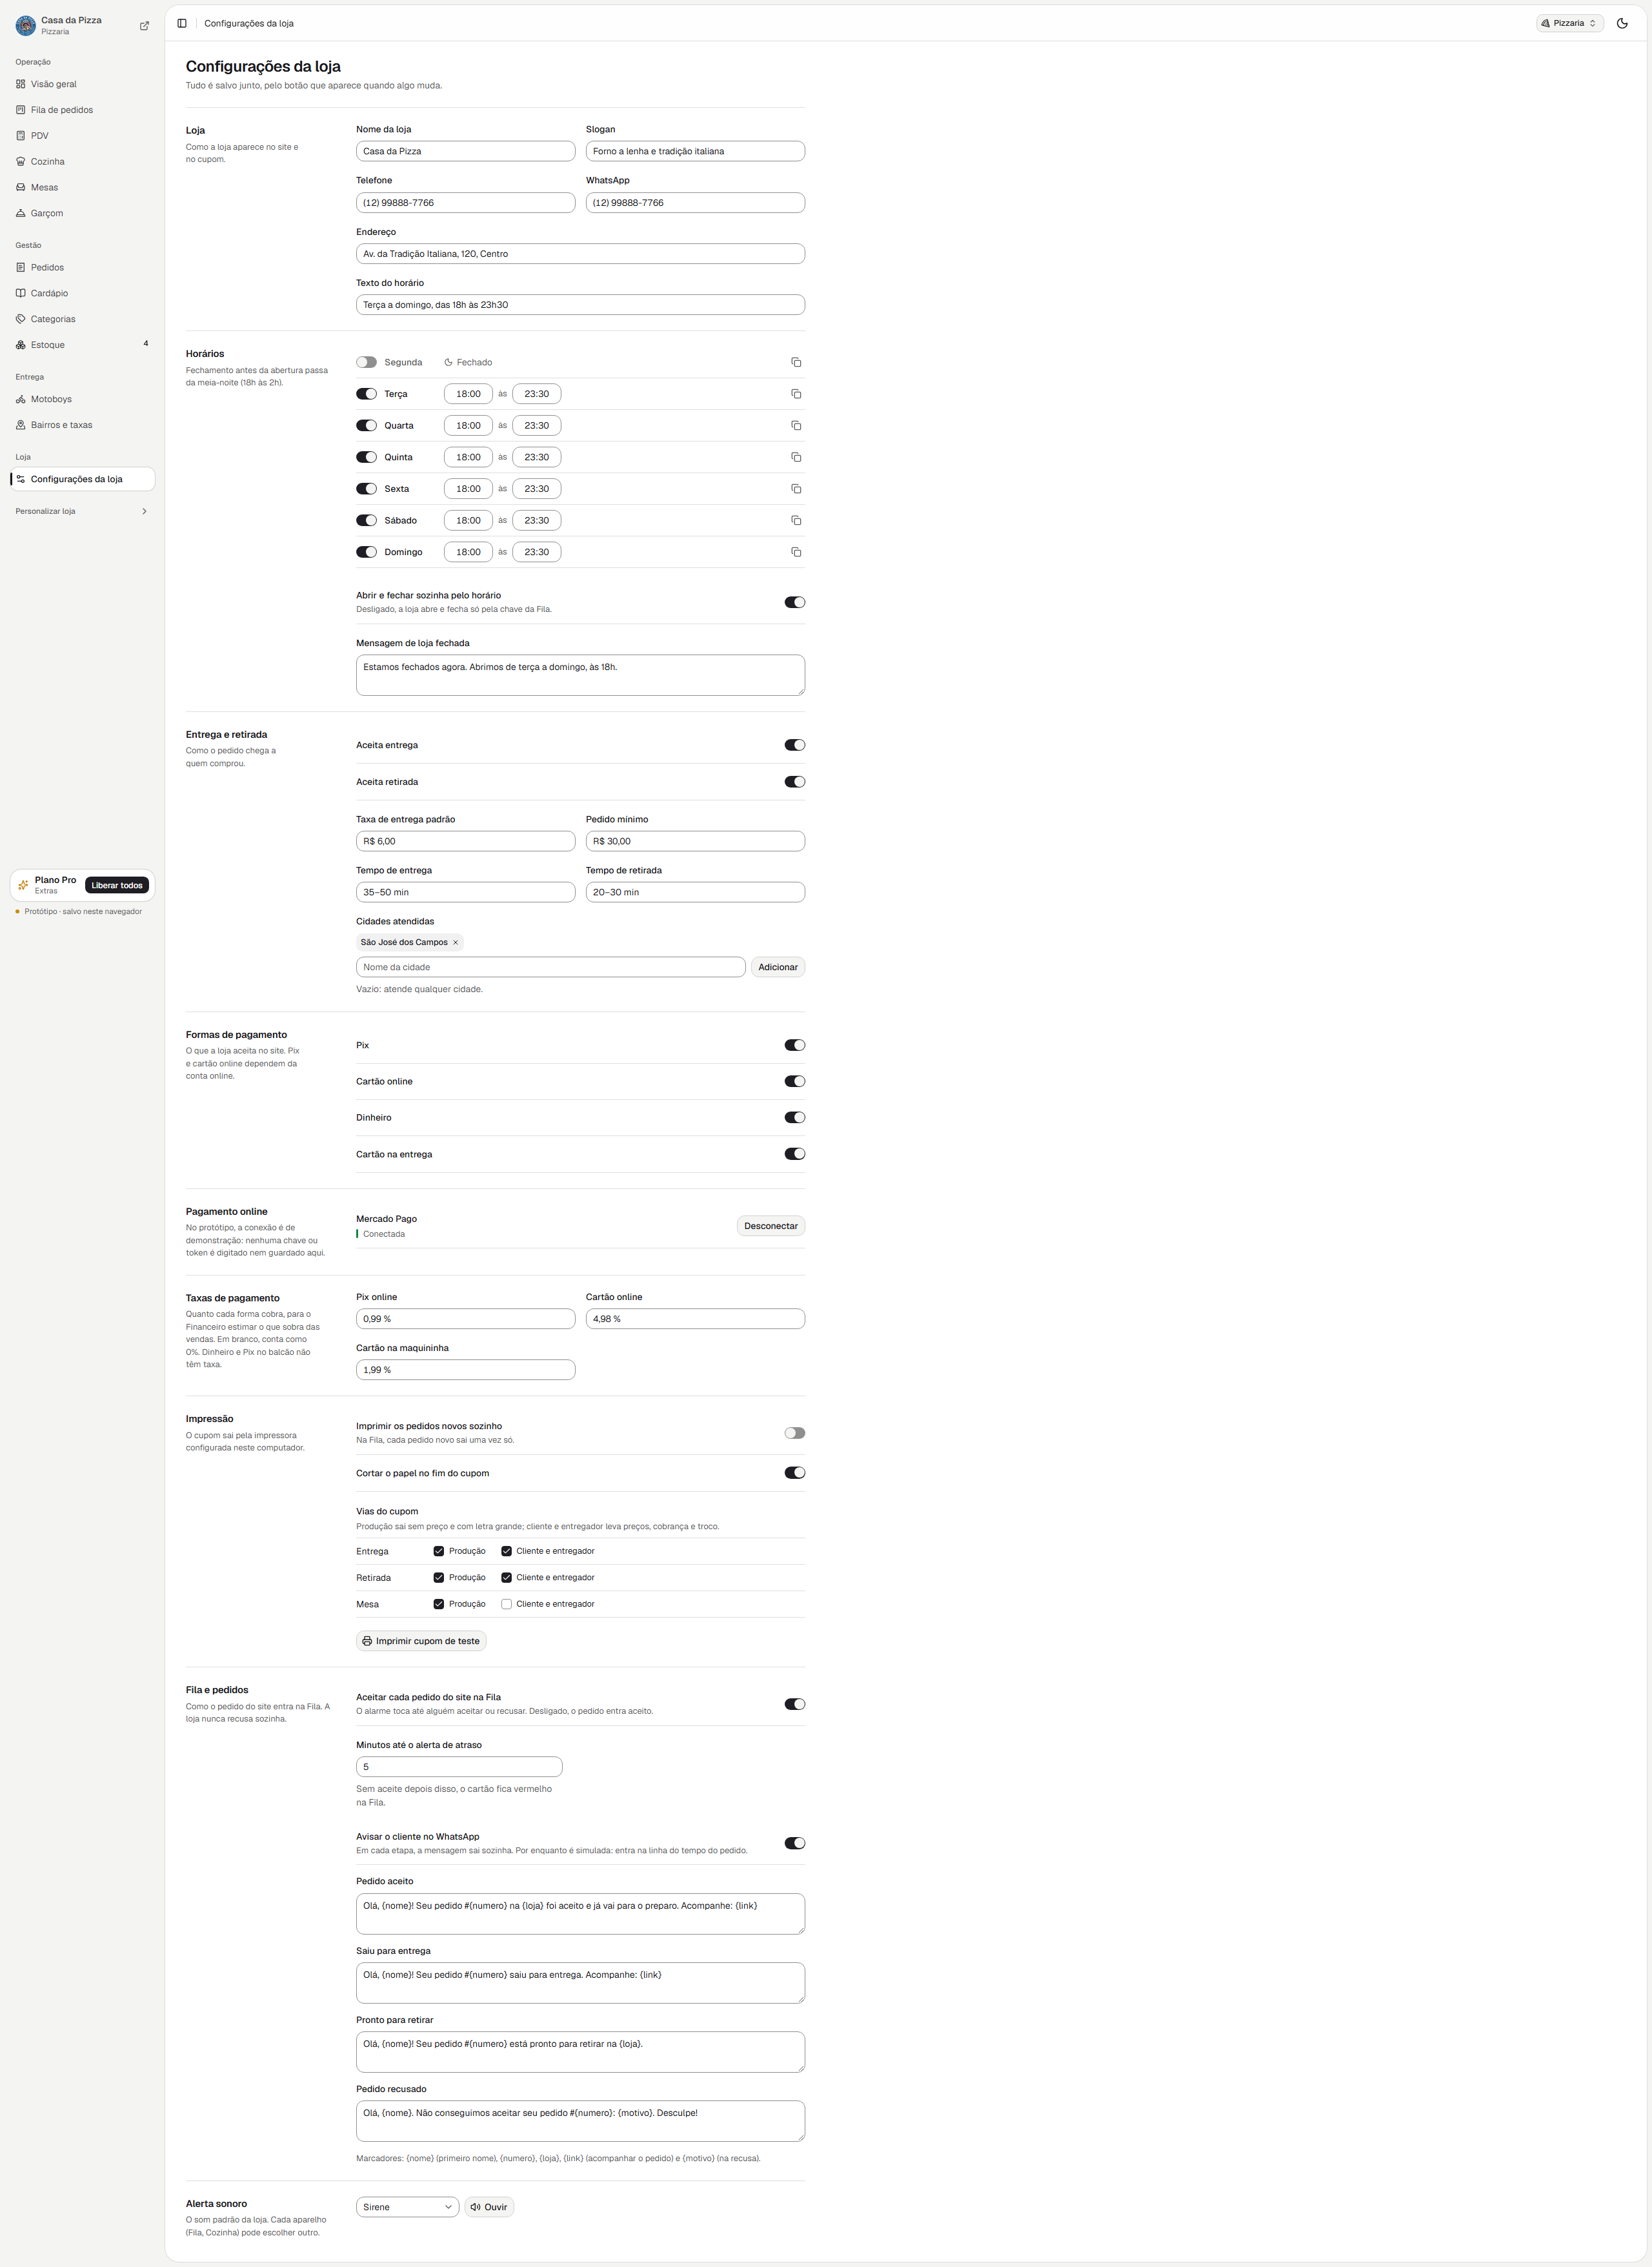 Casa da Pizza
Pizzaria
Operação
Visão geral
Fila de pedidos
PDV
Cozinha
Mesas
Garçom
Gestão
Pedidos
Cardápio
Categorias
Estoque 4
Entrega
Motoboys
Bairros e taxas
Loja
Configurações da loja
Personalizar loja
Plano Pro
Extras
Liberar todos
Protótipo · salvo neste navegador
Configurações da loja
Pizzaria
Configurações da loja
Tudo é salvo junto, pelo botão que aparece quando algo muda.
Loja
Como a loja aparece no site e
no cupom.
Nome da loja
Casa da Pizza
Slogan
Forno a lenha e tradição italiana
Telefone
(12) 99888-7766
WhatsApp
(12) 99888-7766
Endereço
Av. da Tradição Italiana, 120, Centro
Texto do horário
Terça a domingo, das 18h às 23h30
Horários
Fechamento antes da abertura passa
da meia-noite (18h às 2h).
Segunda Fechado
Terça 18:00 às 23:30
Quarta 18:00 às 23:30
Quinta 18:00 às 23:30
Sexta 18:00 às 23:30
Sábado 18:00 às 23:30
Domingo 18:00 às 23:30
Abrir e fechar sozinha pelo horário
Desligado, a loja abre e fecha só pela chave da Fila.
Mensagem de loja fechada
Estamos fechados agora. Abrimos de terça a domingo, às 18h.
Entrega e retirada
Como o pedido chega a
quem comprou.
Aceita entrega
Aceita retirada
Taxa de entrega padrão
R$ 6,00
Pedido mínimo
R$ 30,00
Tempo de entrega
35–50 min
Tempo de retirada
20–30 min
Cidades atendidas
São José dos Campos
Nome da cidade
Adicionar
Vazio: atende qualquer cidade.
Formas de pagamento
O que a loja aceita no site. Pix
e cartão online dependem da
conta online.
Pix
Cartão online
Dinheiro
Cartão na entrega
Pagamento online
No protótipo, a conexão é de
demonstração: nenhuma chave ou
token é digitado nem guardado aqui.
Mercado Pago
Conectada
Desconectar
Taxas de pagamento
Quanto cada forma cobra, para o
Financeiro estimar o que sobra das
vendas. Em branco, conta como
0%. Dinheiro e Pix no balcão não
têm taxa.
Pix online
0,99 %
Cartão online
4,98 %
Cartão na maquininha
1,99 %
Impressão
O cupom sai pela impressora
configurada neste computador.
Imprimir os pedidos novos sozinho
Na Fila, cada pedido novo sai uma vez só.
Cortar o papel no fim do cupom
Vias do cupom
Produção sai sem preço e com letra grande; cliente e entregador leva preços, cobrança e troco.
Entrega Produção Cliente e entregador
Retirada Produção Cliente e entregador
Mesa Produção Cliente e entregador
Imprimir cupom de teste
Fila e pedidos
Como o pedido do site entra na Fila. A
loja nunca recusa sozinha.
Aceitar cada pedido do site na Fila
O alarme toca até alguém aceitar ou recusar. Desligado, o pedido entra aceito.
Minutos até o alerta de atraso
5
Sem aceite depois disso, o cartão fica vermelho
na Fila.
Avisar o cliente no WhatsApp
Em cada etapa, a mensagem sai sozinha. Por enquanto é simulada: entra na linha do tempo do pedido.
Pedido aceito
Olá, {nome}! Seu pedido #{numero} na {loja} foi aceito e já vai para o preparo. Acompanhe: {link}
Saiu para entrega
Olá, {nome}! Seu pedido #{numero} saiu para entrega. Acompanhe: {link}
Pronto para retirar
Olá, {nome}! Seu pedido #{numero} está pronto para retirar na {loja}.
Pedido recusado
Olá, {nome}. Não conseguimos aceitar seu pedido #{numero}: {motivo}. Desculpe!
Marcadores: {nome} (primeiro nome), {numero}, {loja}, {link} (acompanhar o pedido) e {motivo} (na recusa).
Alerta sonoro
O som padrão da loja. Cada aparelho
(Fila, Cozinha) pode escolher outro.
Sirene
Ouvir